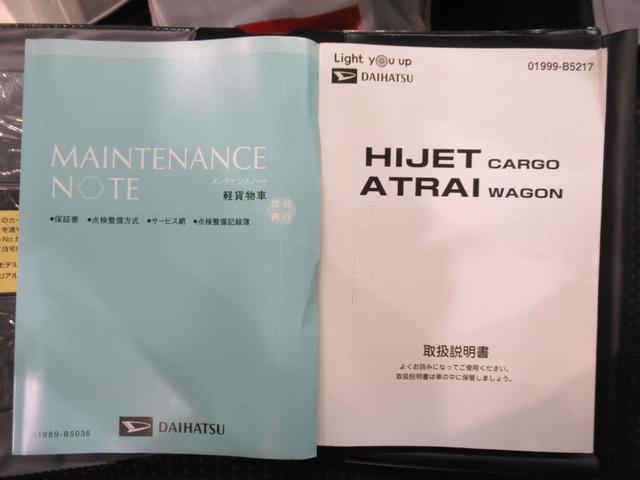 MAINTENANCE
NOTE
メンテナンスノート
軽貨物車
常時
携行
•保証書 •点検整備方式 •サービス網 •点検整備記録簿
01989-B5036
DAIHATSU
Light you up
DAIHATSU
01999-B5217
HIJET CARGO
ATRAI WAGON
取扱説明書
よくお読みになってご使用ください。
取扱説明書は車の中に保管しましょう。